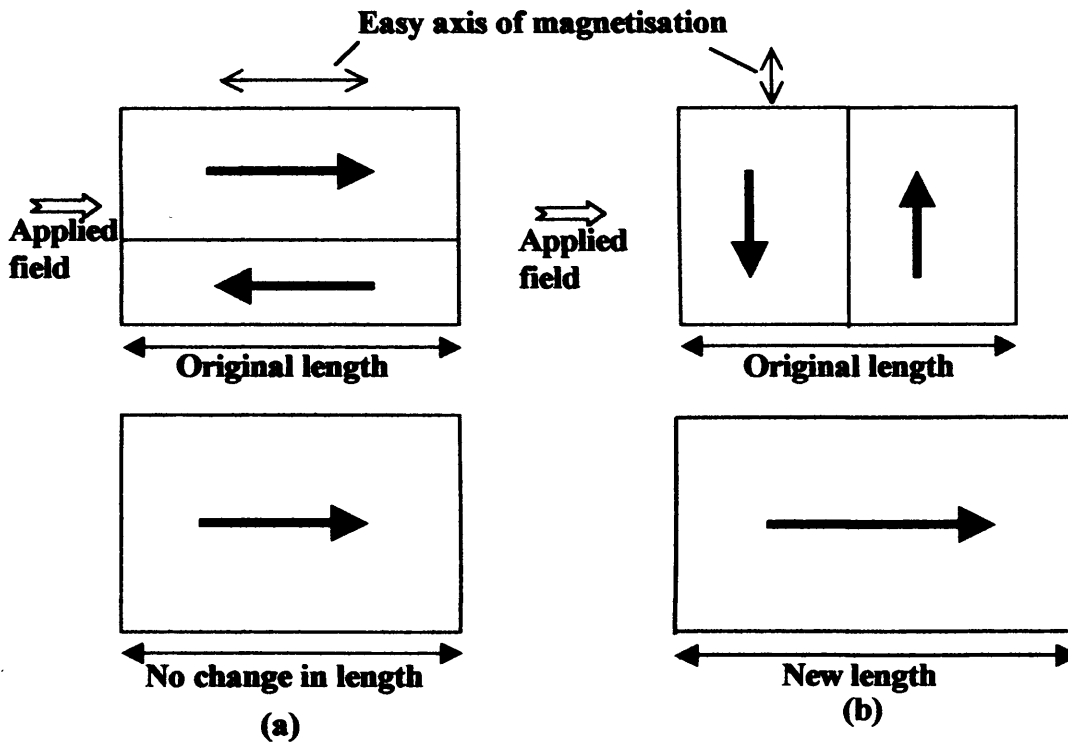 Easy axis of magnetisation
Applied
field
Original length
No change in length
(a)
Applied
field
Original length
New length
(b)